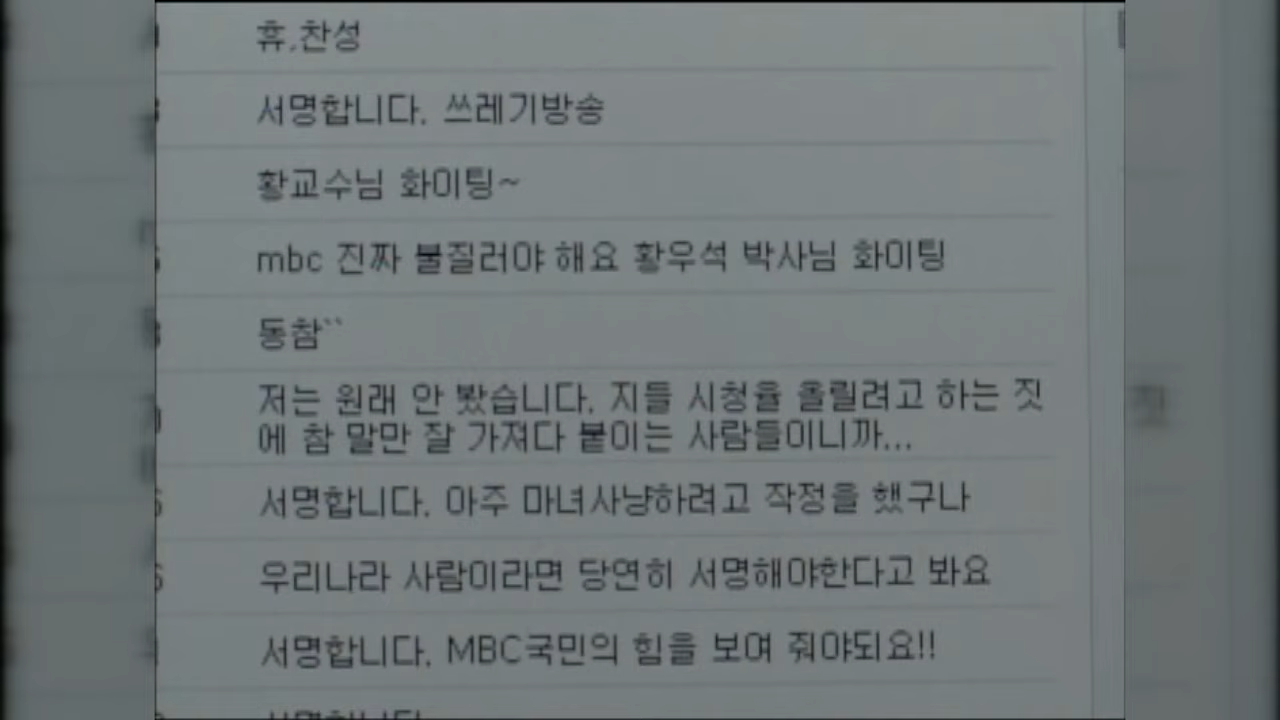 휴,찬성
서명합니다. 쓰레기방송
황교수님 화이팅~
mbc 진짜 불질러야 해요 황우석 박사님 화이팅
동참``
저는 원래 안 봤습니다. 지들 시청율 올릴려고 하는 짓
에 참 말만 잘 가져다 붙이는 사람들이니까...
서명합니다. 아주 마녀사냥하려고 작정을 했구나
우리나라 사람이라면 당연히 서명해야한다고 봐요
서명합니다. MBC국민의 힘을 보여 줘야되요!!